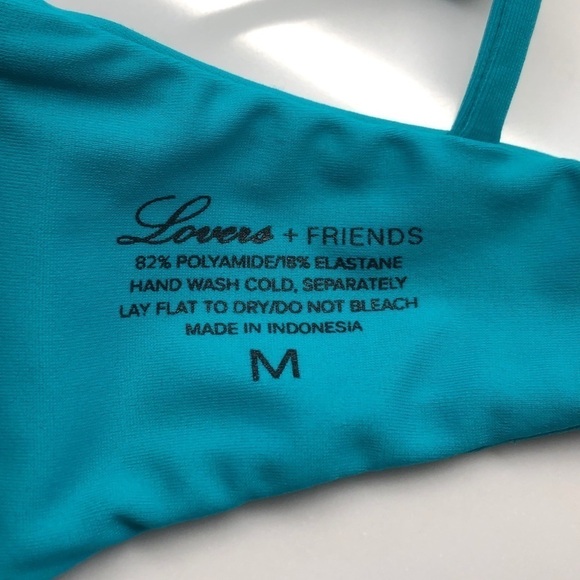 Lovers + FRIENDS
82% POLYAMIDE/18% ELASTANE
HAND WASH COLD, SEPARATELY
LAY FLAT TO DRY/DO NOT BLEACH
MADE IN INDONESIA
M